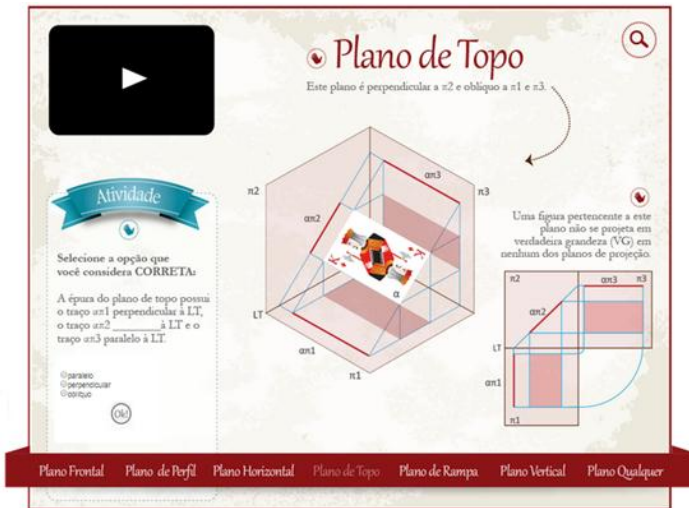 Plano de Topo
Este plano é perpendicular a π2 e oblíquo a π1 e π3.
Atividade
Selecione a opção que
você considera CORRETA:
A épura do plano de topo possui
o traço απ1 perpendicular à LT,
o traço απ2 ________à LT e o
traço απ3 paralelo à LT.
paralelo
perpendicular
oblíquo
Ok!
π2
απ3
π3
απ2
K
K
α
LT
απ1
π1
Uma figura pertencente a este
plano não se projeta em
verdadeira grandeza (VG) em
nenhum dos planos de projeção.
π2
απ3
π3
απ2
LT
απ1
π1
Plano Frontal
Plano de Perfil
Plano Horizontal
Plano de Topo
Plano de Rampa
Plano Vertical
Plano Qualquer